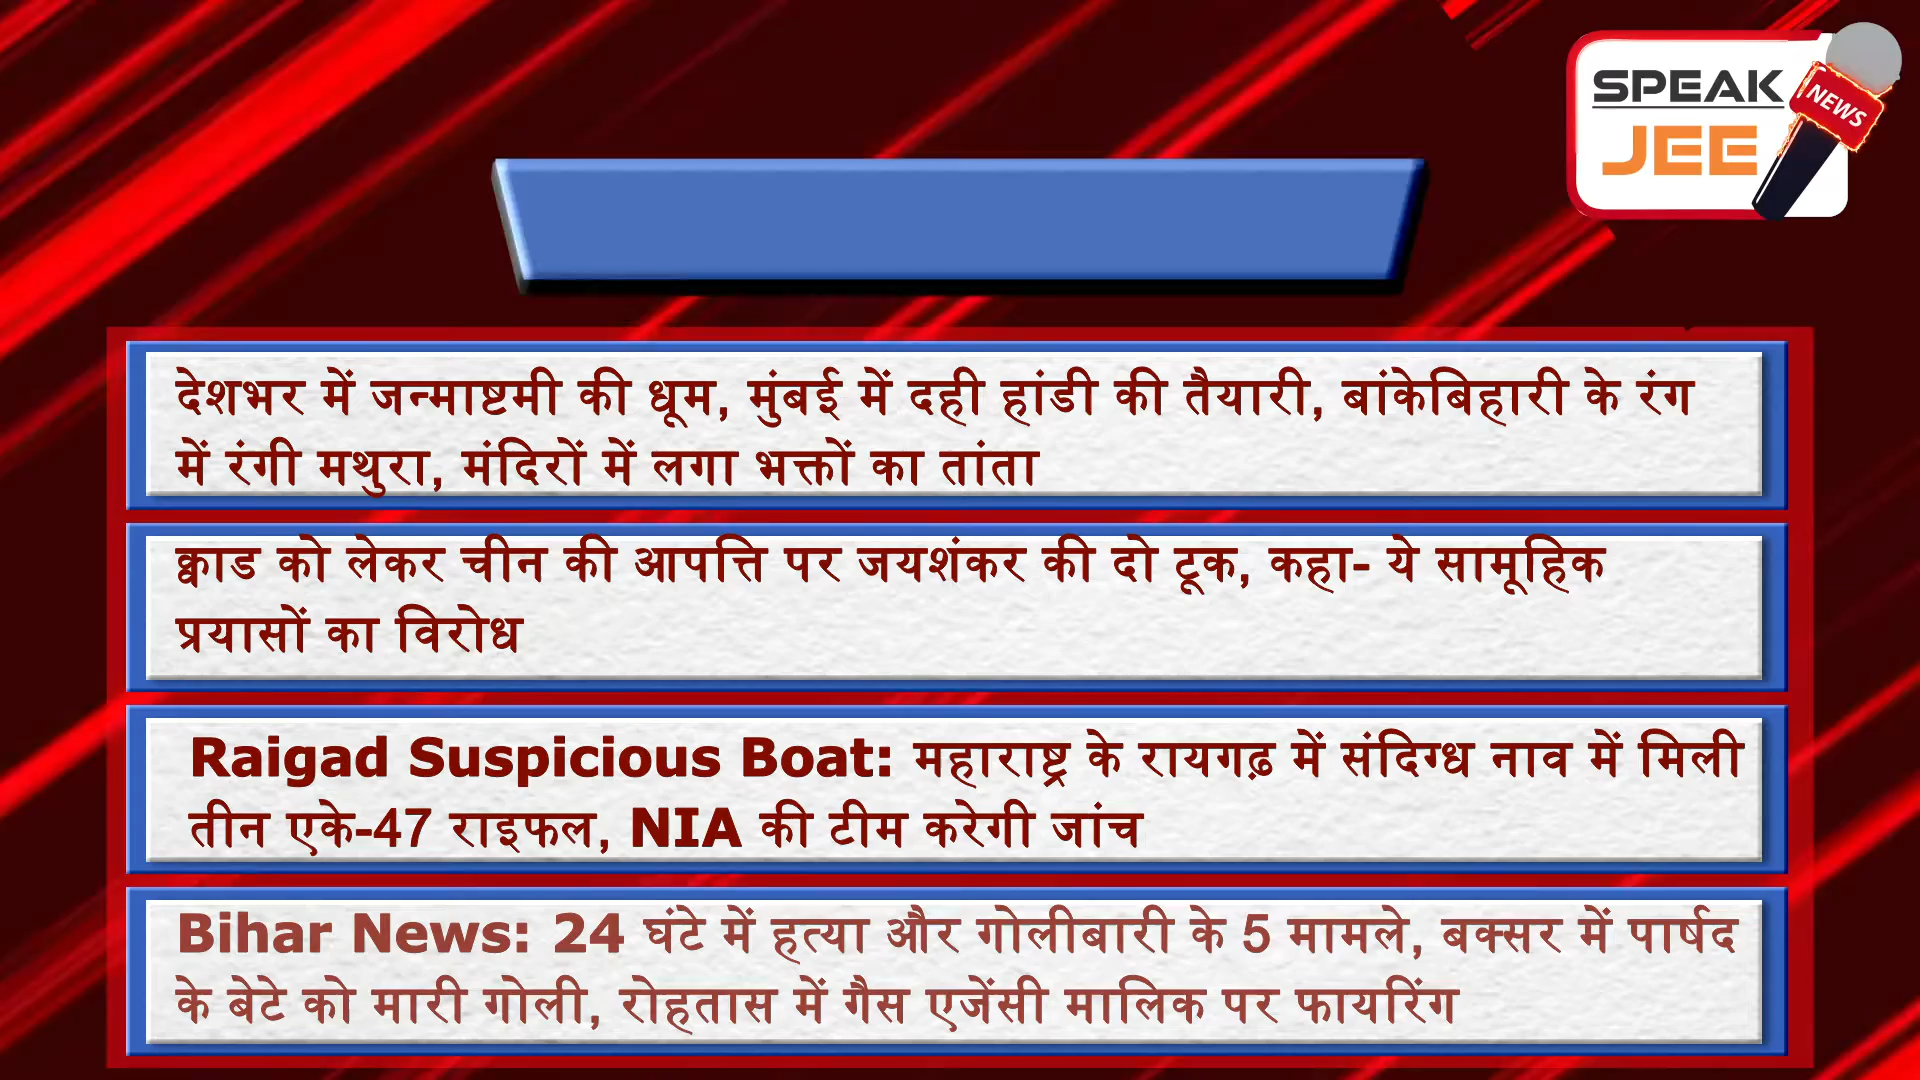 SPEAK
JEE
NEWS
देशभर में जन्माष्टमी की धूम, मुंबई में दही हांडी की तैयारी, बांकेबिहारी के रंग
में रंगी मथुरा, मंदिरों में लगा भक्तों का तांता
क्वाड को लेकर चीन की आपत्ति पर जयशंकर की दो टूक, कहा- ये सामूहिक
प्रयासों का विरोध
Raigad Suspicious Boat: महाराष्ट्र के रायगढ़ में संदिग्ध नाव में मिली
तीन एके-47 राइफल, NIA की टीम करेगी जांच
Bihar News: 24 घंटे में हत्या और गोलीबारी के 5 मामले, बक्सर में पार्षद
के बेटे को मारी गोली, रोहतास में गैस एजेंसी मालिक पर फायरिंग